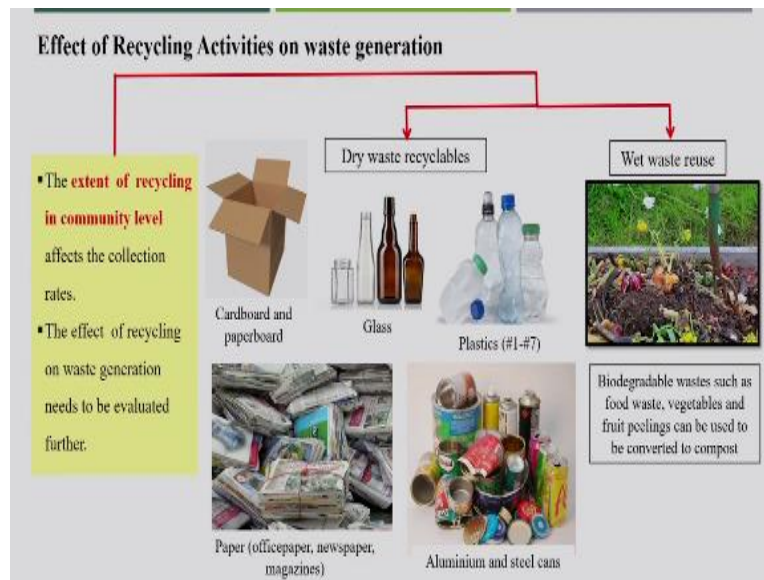 Effect of Recycling Activities on waste generation
▪The extent of recycling
in community level
affects the collection
rates.
▪The effect of recycling
on waste generation
needs to be evaluated
further.
Dry waste recyclables
Wet waste reuse
Cardboard and
paperboard
Glass
Plastics (#1-#7)
Biodegradable wastes such as
food waste, vegetables and
fruit peelings can be used to
be converted to compost
Paper (officepaper, newspaper,
magazines)
Aluminium and steel cans